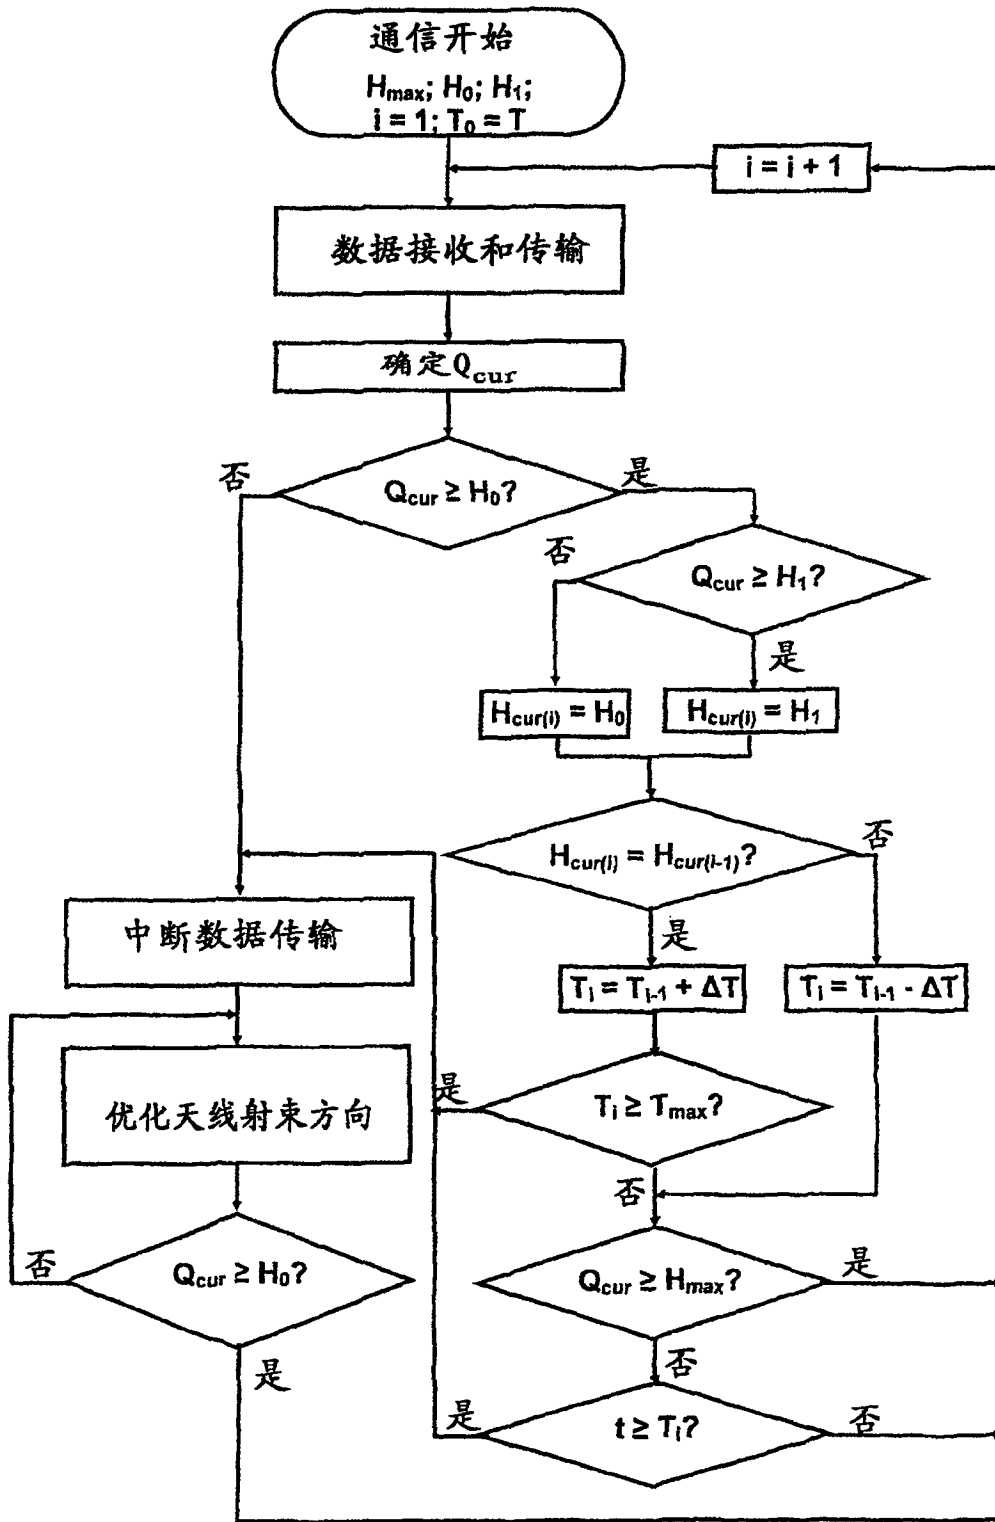 通信开始
Hmax; H0; H1;
i = 1; T0 = T
i = i + 1
数据接收和传输
确定Qcur
否
是
Qcur ≥ H0?
否
Qcur ≥ H1?
是
Hcur(i) = H0
Hcur(i) = H1
否
Hcur(i) = Hcur(i-1)?
是
中断数据传输
Ti = Ti-1 + ΔT
Ti = Ti-1 - ΔT
是
Ti ≥ Tmax?
优化天线射束方向
否
否
Qcur ≥ H0?
Qcur ≥ Hmax?
是
是
否
是
t ≥ Ti?
否